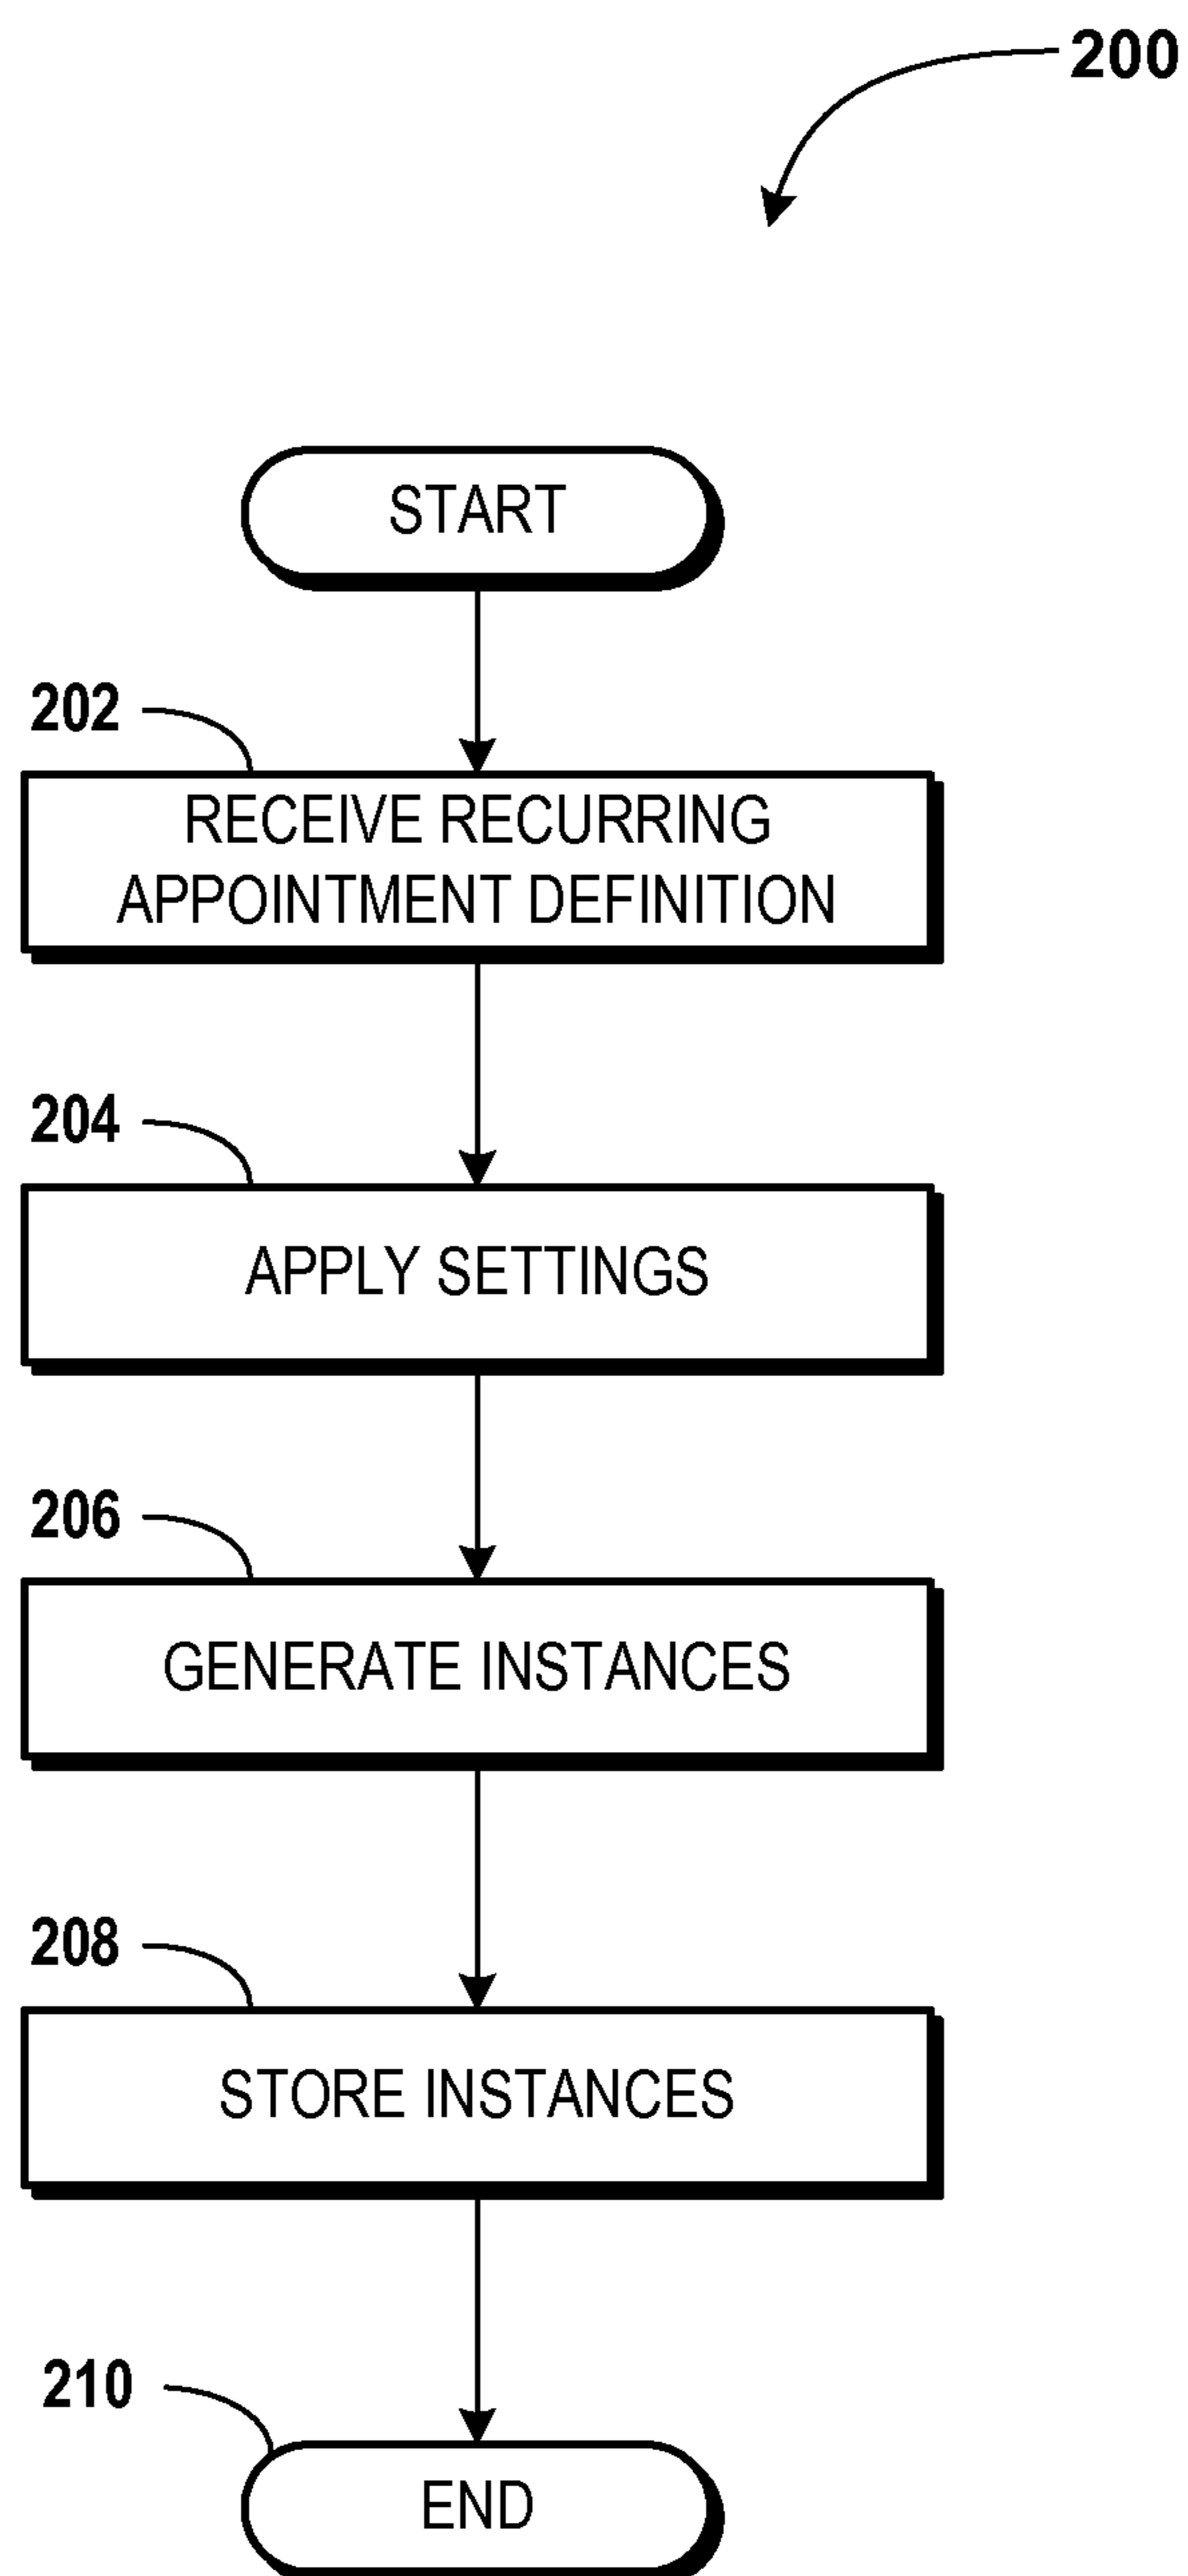 200
START
202
RECEIVE RECURRING
APPOINTMENT DEFINITION
204
APPLY SETTINGS
206
GENERATE INSTANCES
208
STORE INSTANCES
210
END